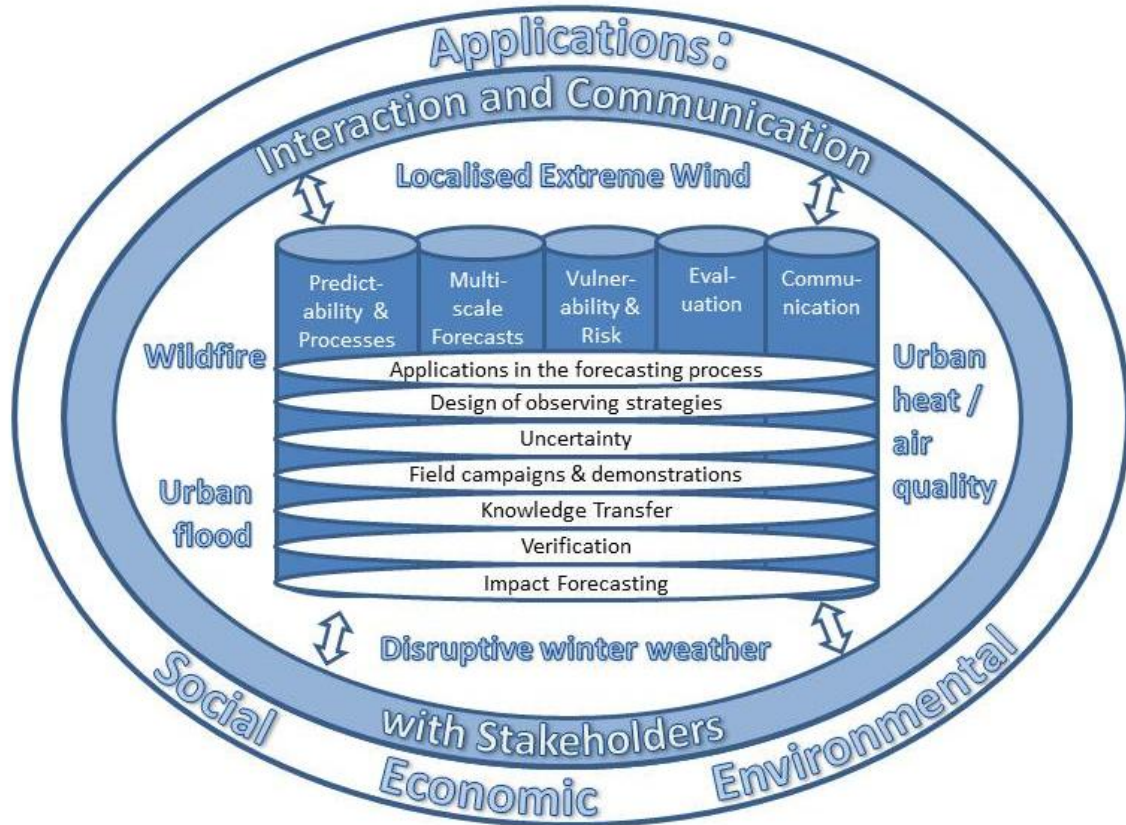 Applications:
Interaction and Communication
Localised Extreme Wind
Predict-
ability &
Processes
Multi-
scale
Forecasts
Vulner-
ability &
Risk
Eval-
uation
Commu-
nication
Wildfire
Urban
flood
Applications in the forecasting process
Design of observing strategies
Uncertainty
Field campaigns & demonstrations
Knowledge Transfer
Verification
Impact Forecasting
Urban
heat /
air
quality
Disruptive winter weather
with Stakeholders
Social
Economic
Environmental